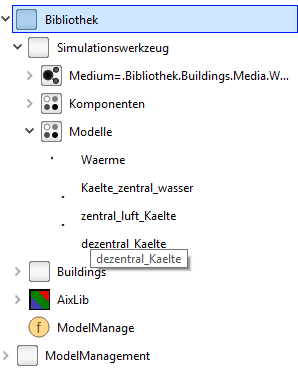 Bibliothek
Simulationswerkzeug
Medium=.Bibliothek.Buildings.Media.W...
Komponenten
Modelle
Waerme
Kaelte_zentral_wasser
zentral_luft_Kaelte
dezentral_Kaelte
dezentral_Kaelte
Buildings
AixLib
f ModelManage
ModelManagement